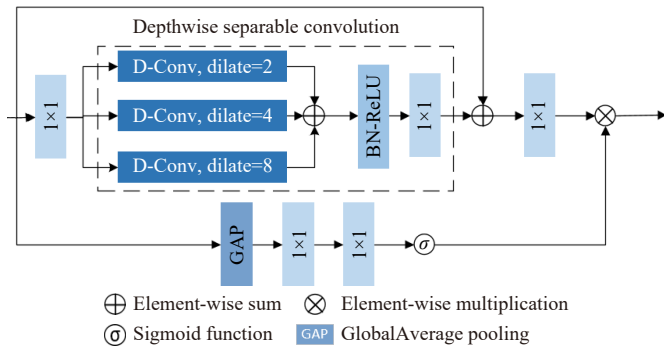 Depthwise separable convolution
1×1
D-Conv, dilate=2
D-Conv, dilate=4
D-Conv, dilate=8
BN-ReLU
1×1
1×1
GAP
1×1
1×1
σ
Element-wise sum
Element-wise multiplication
σ Sigmoid function
GAP GlobalAverage pooling